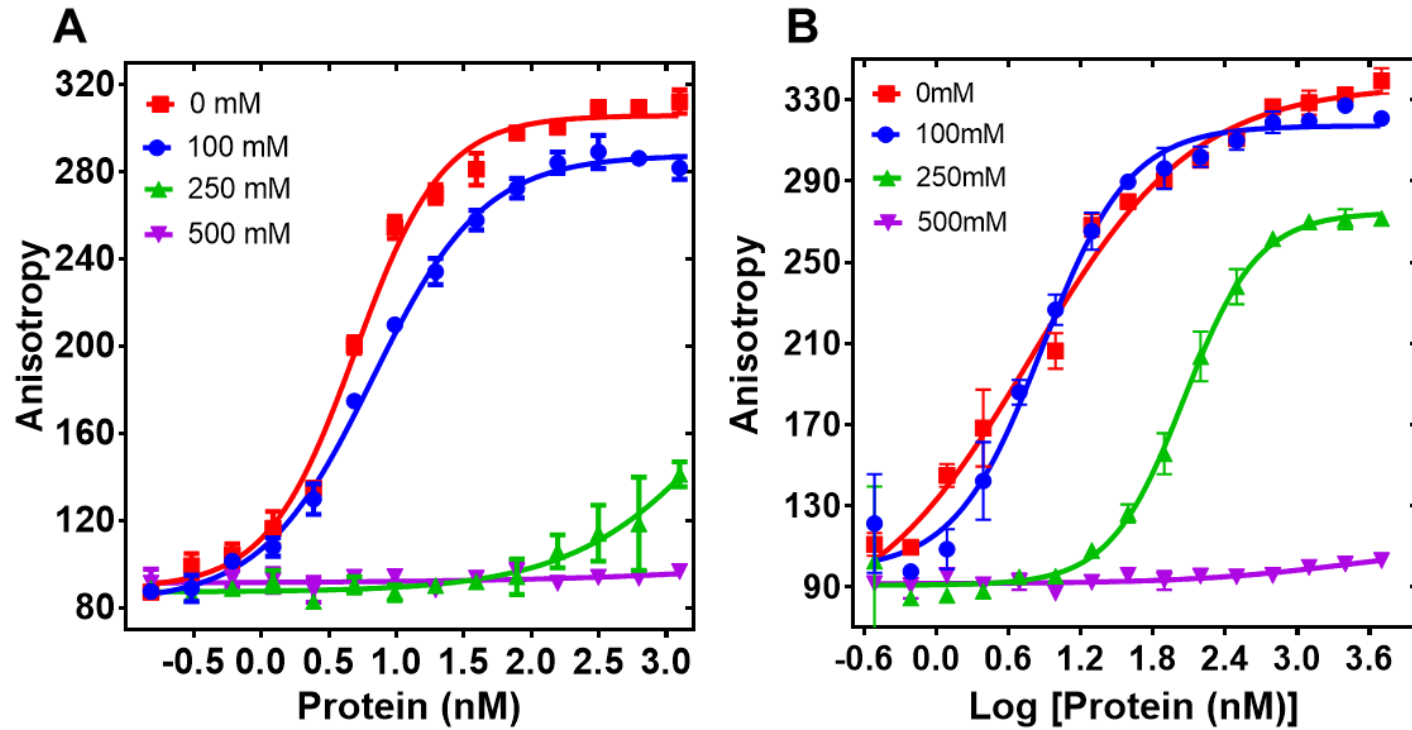 A
320
280
240
200
160
120
80
Anisotropy
0 mM
100 mM
250 mM
500 mM
-0.5 0.0 0.5 1.0 1.5 2.0 2.5 3.0
Protein (nM)
B
330
290
250
210
170
130
90
Anisotropy
0mM
100mM
250mM
500mM
-0.6 0.0 0.6 1.2 1.8 2.4 3.0 3.6
Log [Protein (nM)]